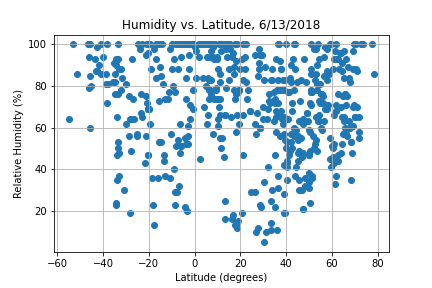 Humidity vs. Latitude, 6/13/2018
Relative Humidity (%)
100
80
60
40
20
−60 −40 −20 0 20 40 60 80
Latitude (degrees)